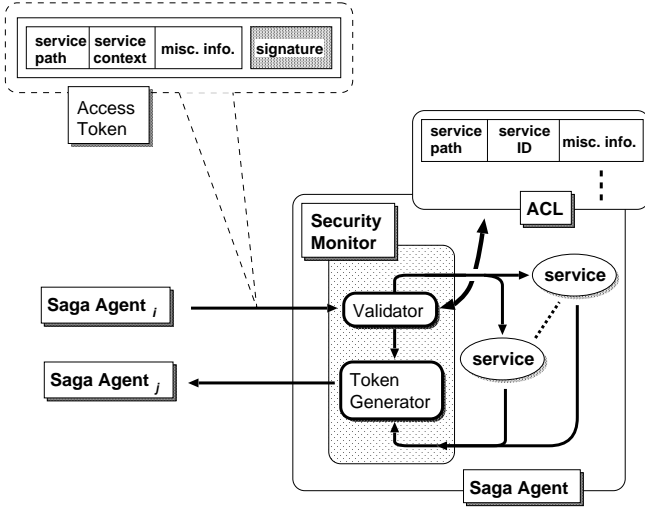 service path
service context
misc. info.
signature
Access
Token
service path
service ID
misc. info.
ACL
Security
Monitor
Saga Agent i
Validator
service
service
Saga Agent j
Token
Generator
Saga Agent